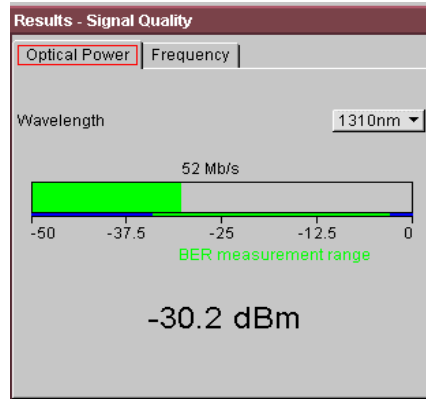 Results - Signal Quality
Optical Power Frequency
Wavelength 1310nm
52 Mb/s
-50 -37.5 -25 -12.5 0
BER measurement range
-30.2 dBm